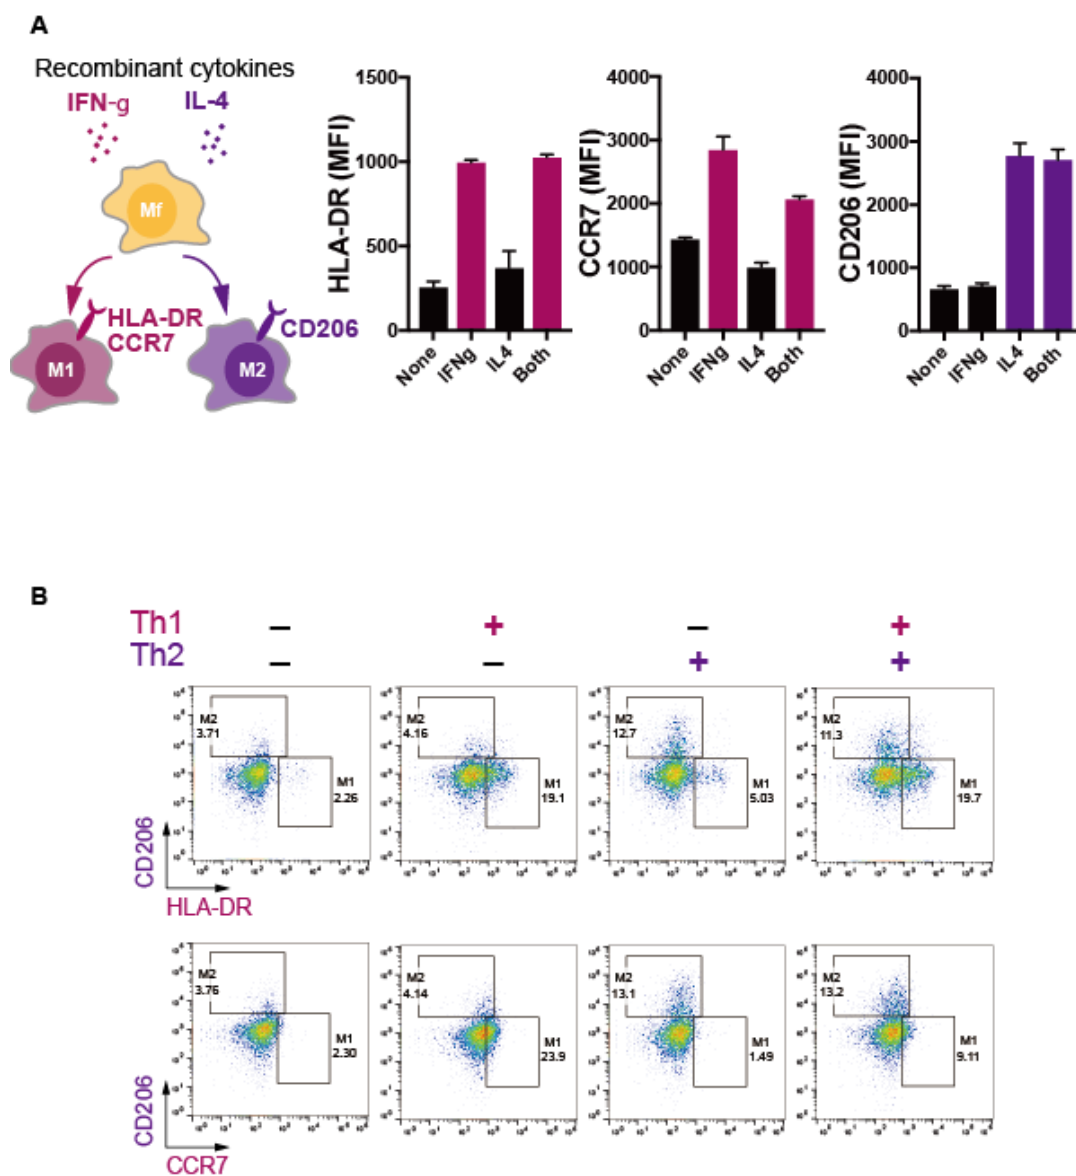 A
Recombinant cytokines
IFN-g
IL-4
Mf
HLA-DR
CCR7
CD206
M1
M2
HLA-DR (MFI)
1500
1000
500
0
None
IFNg
IL4
Both
CCR7 (MFI)
4000
3000
2000
1000
0
None
IFNg
IL4
Both
CD206 (MFI)
4000
3000
2000
1000
0
None
IFNg
IL4
Both
B
Th1 – + – +
Th2 – – + +
M2
3.71
M1
2.26
M2
4.16
M1
19.1
M2
12.7
M1
5.03
M2
11.3
M1
19.7
CD206
HLA-DR
M2
3.76
M1
2.30
M2
4.14
M1
23.9
M2
13.1
M1
1.49
M2
13.2
M1
9.11
CD206
CCR7